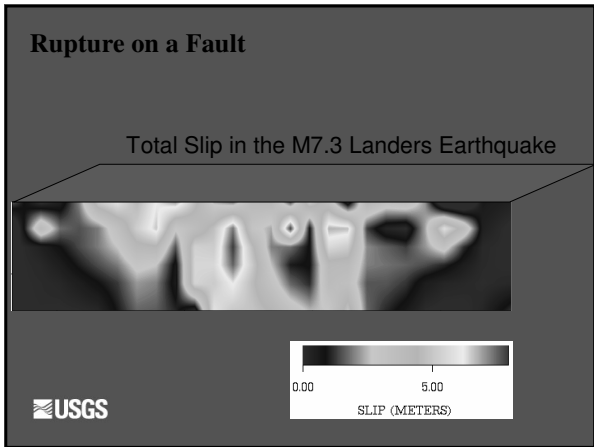 Rupture on a Fault
Total Slip in the M7.3 Landers Earthquake
0.00 5.00
SLIP (METERS)
USGS